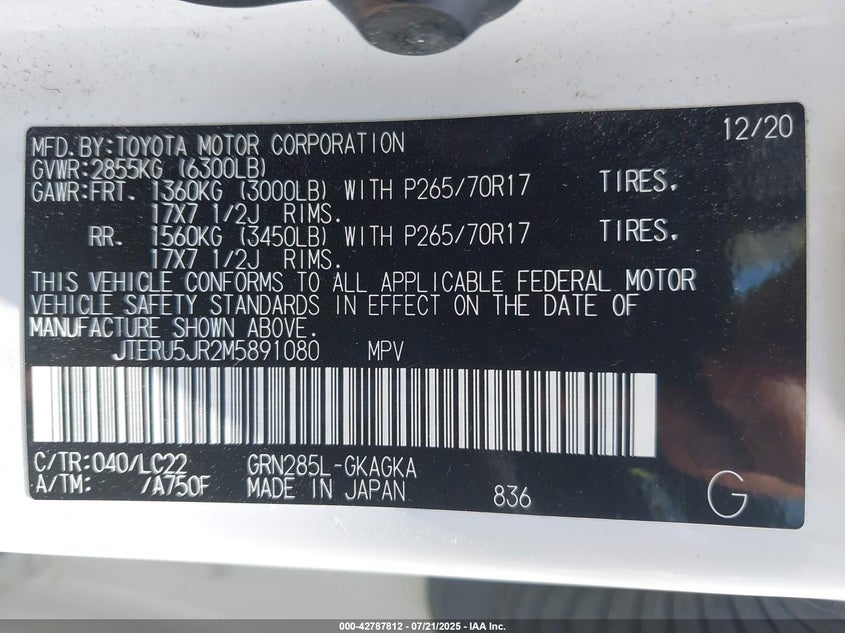 12/20
MFD.BY:TOYOTA MOTOR CORPORATION
GVWR:2855KG (6300LB)
GAWR:FRT. 1360KG (3000LB) WITH P265/70R17 TIRES.
17X7 1/2J RIMS.
RR. 1560KG (3450LB) WITH P265/70R17 TIRES.
17X7 1/2J RIMS.
THIS VEHICLE CONFORMS TO ALL APPLICABLE FEDERAL MOTOR
VEHICLE SAFETY STANDARDS IN EFFECT ON THE DATE OF
MANUFACTURE SHOWN ABOVE.
JTERU5JR2M5891080 MPV
C/TR:040/LC22 GRN285L-GKAGKA
A/TM: /A750F MADE IN JAPAN 836 G
000-42787812 - 07/21/2025 - IAA Inc.